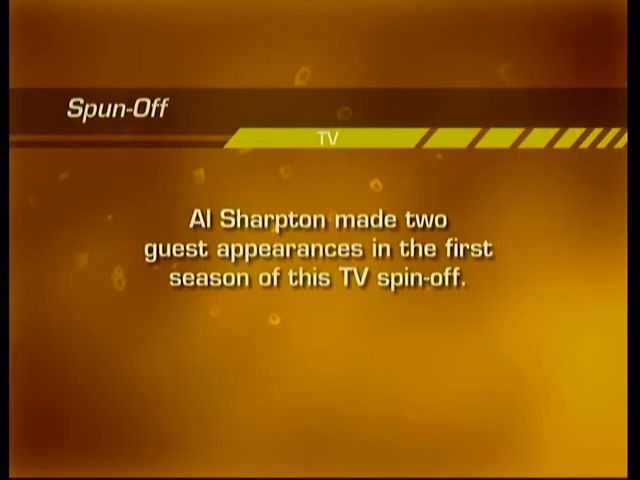 Spun-Off
TV
Al Sharpton made two
guest appearances in the first
season of this TV spin-off.